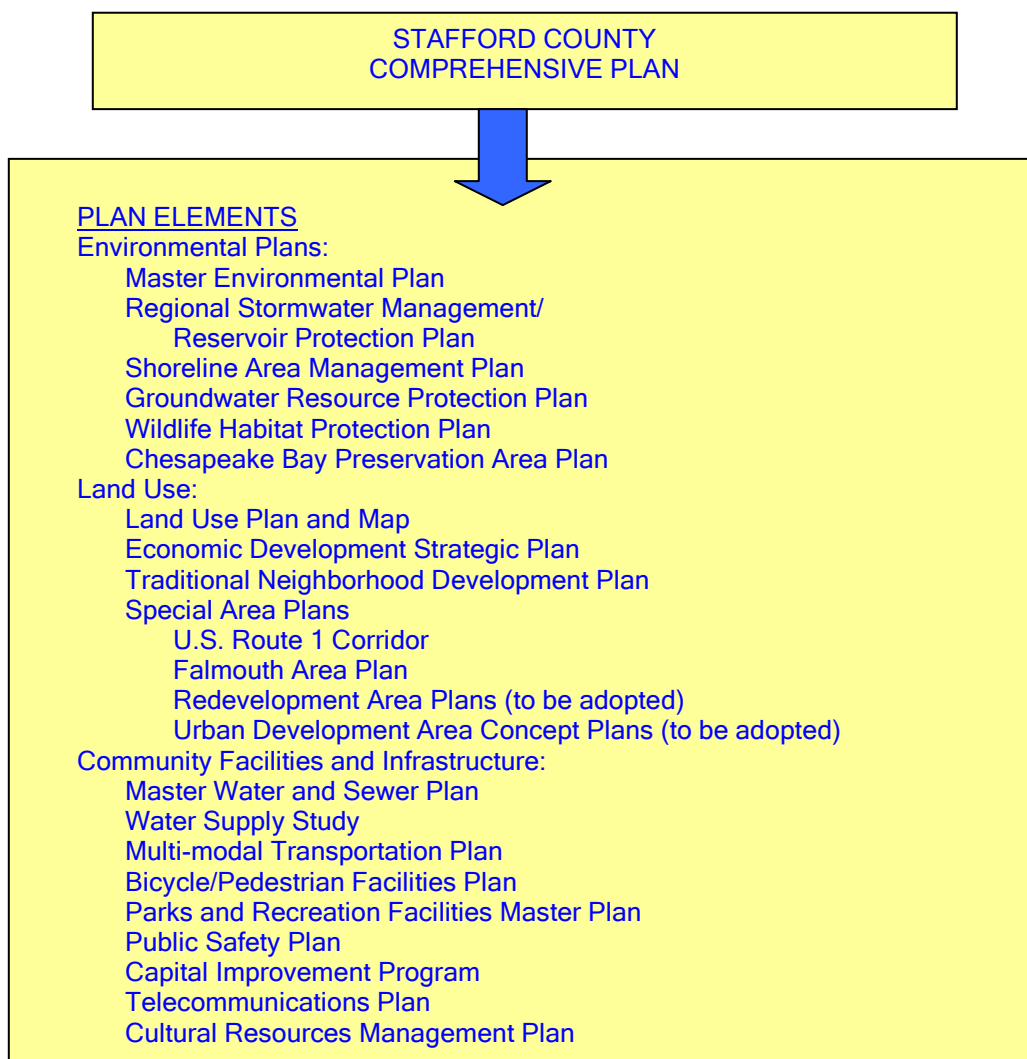 STAFFORD COUNTY
COMPREHENSIVE PLAN
PLAN ELEMENTS
Environmental Plans:
Master Environmental Plan
Regional Stormwater Management/
Reservoir Protection Plan
Shoreline Area Management Plan
Groundwater Resource Protection Plan
Wildlife Habitat Protection Plan
Chesapeake Bay Preservation Area Plan
Land Use:
Land Use Plan and Map
Economic Development Strategic Plan
Traditional Neighborhood Development Plan
Special Area Plans
U.S. Route 1 Corridor
Falmouth Area Plan
Redevelopment Area Plans (to be adopted)
Urban Development Area Concept Plans (to be adopted)
Community Facilities and Infrastructure:
Master Water and Sewer Plan
Water Supply Study
Multi-modal Transportation Plan
Bicycle/Pedestrian Facilities Plan
Parks and Recreation Facilities Master Plan
Public Safety Plan
Capital Improvement Program
Telecommunications Plan
Cultural Resources Management Plan